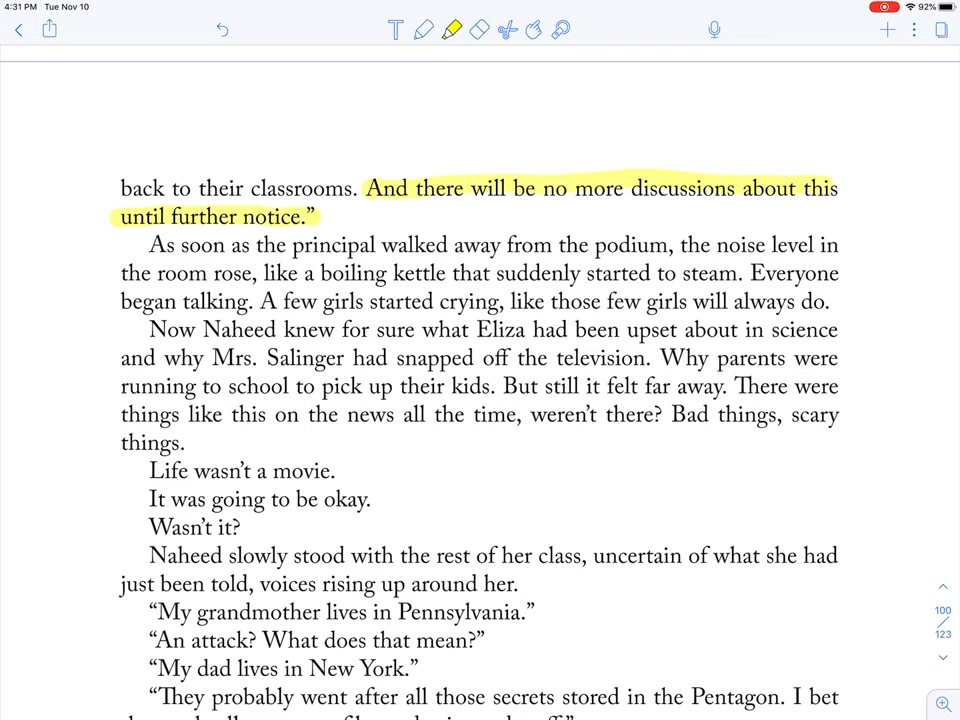 4:31 PM Tue Nov 10
92%
back to their classrooms. And there will be no more discussions about this
until further notice.”
As soon as the principal walked away from the podium, the noise level in
the room rose, like a boiling kettle that suddenly started to steam. Everyone
began talking. A few girls started crying, like those few girls will always do.
Now Naheed knew for sure what Eliza had been upset about in science
and why Mrs. Salinger had snapped off the television. Why parents were
running to school to pick up their kids. But still it felt far away. There were
things like this on the news all the time, weren’t there? Bad things, scary
things.
Life wasn’t a movie.
It was going to be okay.
Wasn’t it?
Naheed slowly stood with the rest of her class, uncertain of what she had
just been told, voices rising up around her.
“My grandmother lives in Pennsylvania.”
“An attack? What does that mean?”
“My dad lives in New York.”
“They probably went after all those secrets stored in the Pentagon. I bet
100
123